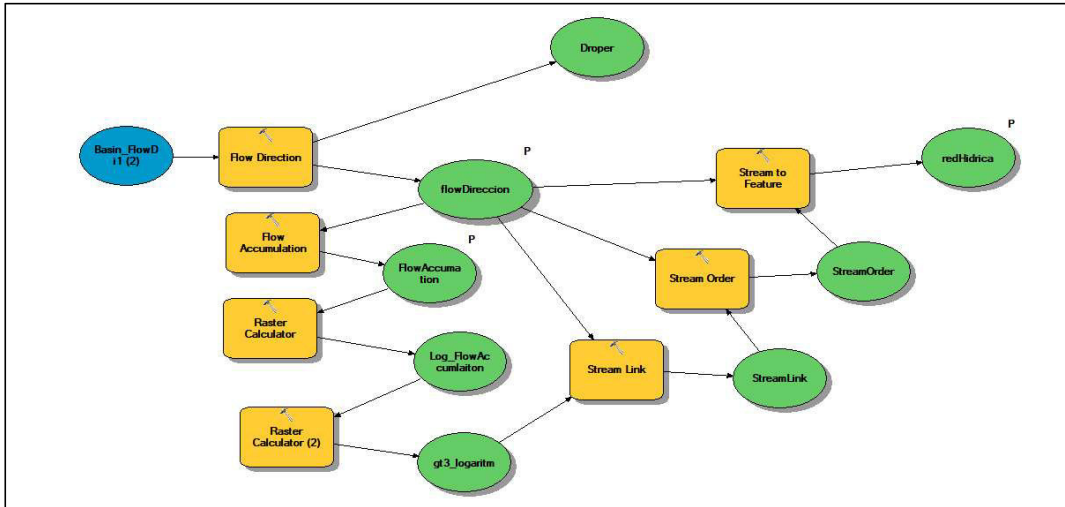 Droper
P
Basin_FlowD
i1 (2)
Flow Direction
P
flowDireccion
Stream to
Feature
redHidrica
Flow
Accumulation
P
FlowAccuma
tion
Stream Order
StreamOrder
Raster
Calculator
Log_FlowAc
cumlaiton
Stream Link
StreamLink
Raster
Calculator (2)
gt3_logaritm